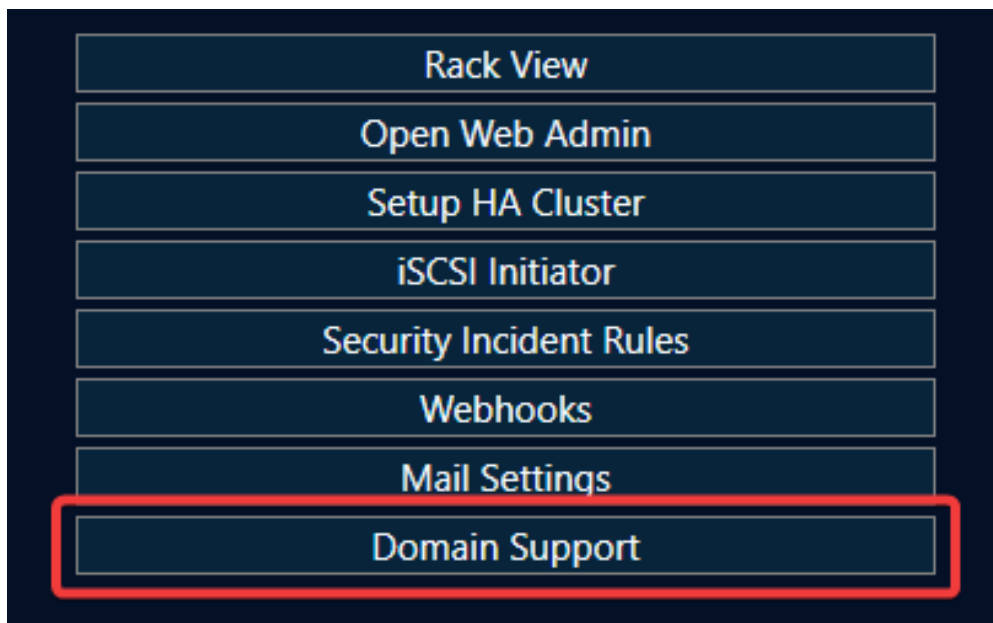 Rack View
Open Web Admin
Setup HA Cluster
iSCSI Initiator
Security Incident Rules
Webhooks
Mail Settings
Domain Support